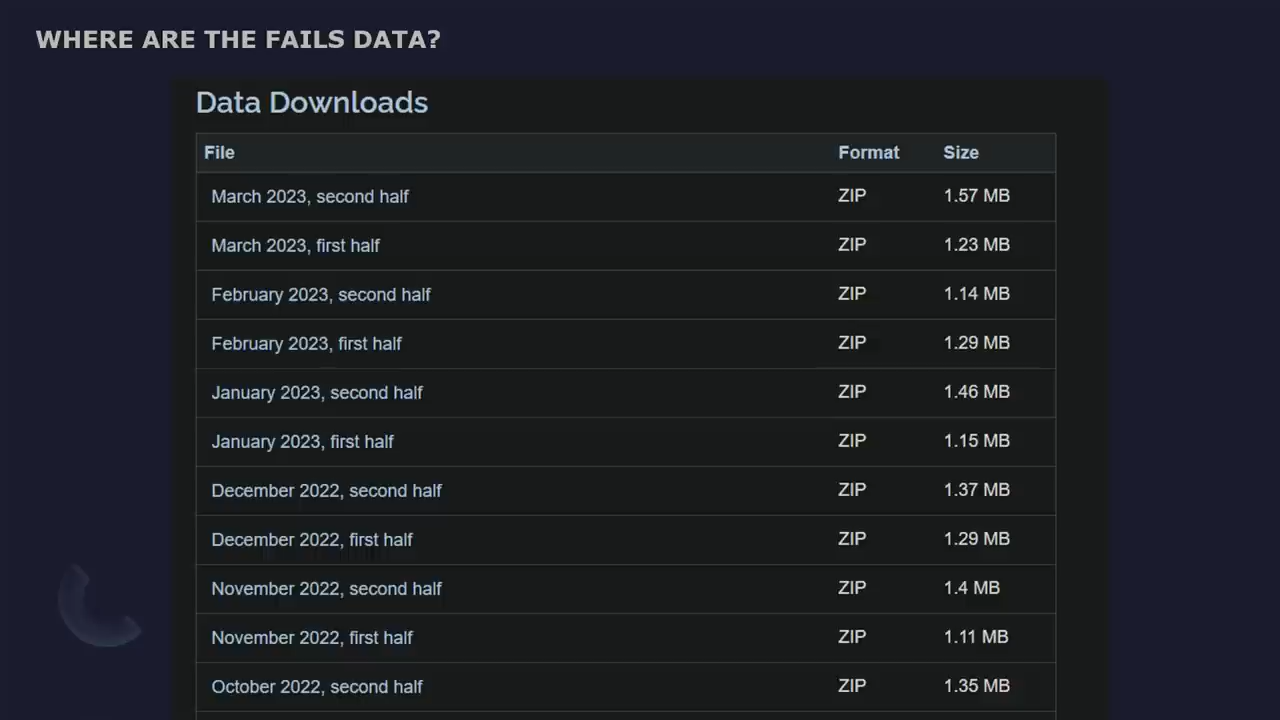 WHERE ARE THE FAILS DATA?
Data Downloads
File Format Size
March 2023, second half ZIP 1.57 MB
March 2023, first half ZIP 1.23 MB
February 2023, second half ZIP 1.14 MB
February 2023, first half ZIP 1.29 MB
January 2023, second half ZIP 1.46 MB
January 2023, first half ZIP 1.15 MB
December 2022, second half ZIP 1.37 MB
December 2022, first half ZIP 1.29 MB
November 2022, second half ZIP 1.4 MB
November 2022, first half ZIP 1.11 MB
October 2022, second half ZIP 1.35 MB